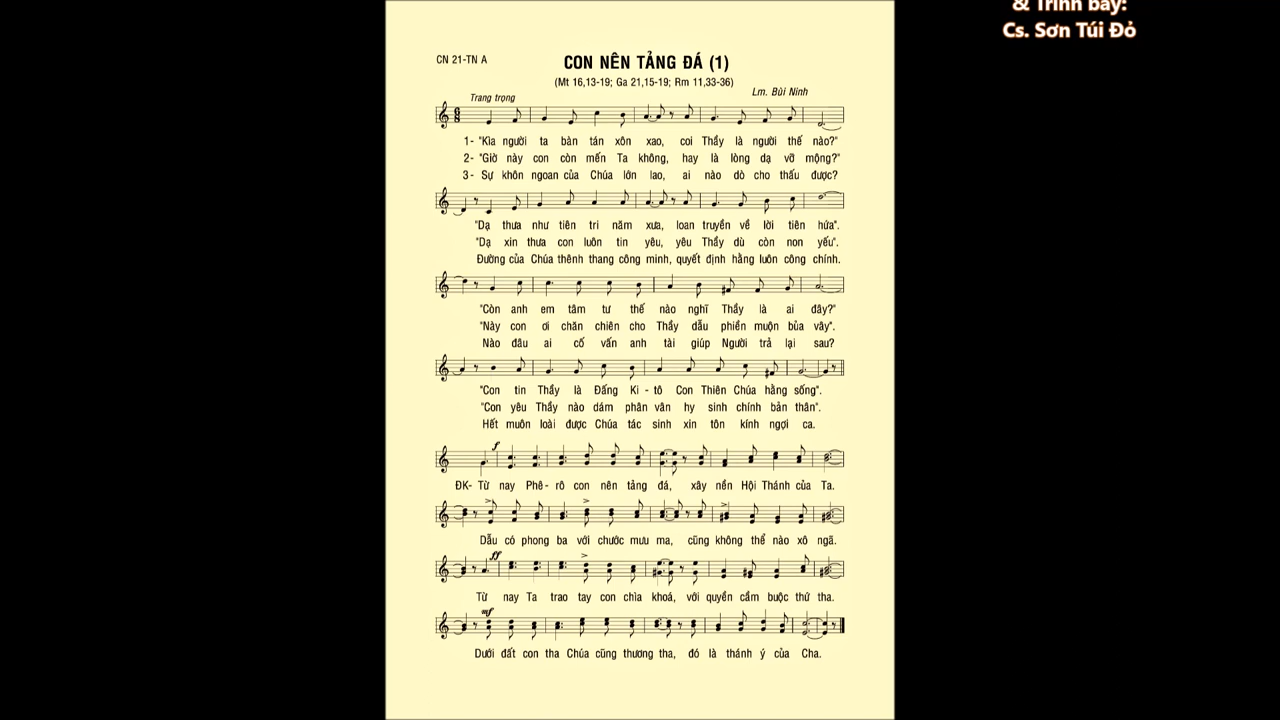 & Trình bày:
Cs. Sơn Túi Đỏ
CN 21-TN A
CON NÊN TẢNG ĐÁ (1)
(Mt 16,13-19; Ga 21,15-19; Rm 11,33-36)
Lm. Bùi Ninh
Trang trọng
1- "Kìa người ta bàn tán xôn xao, coi Thầy là người thế nào?"
2- "Giờ này con còn mến Ta không, hay là lòng dạ vỡ mộng?"
3- Sự khôn ngoan của Chúa lớn lao, ai nào dò cho thấu được?
"Dạ thưa như tiên tri năm xưa, loan truyền về lời tiên hứa".
"Dạ xin thưa con luôn tin yêu, yêu Thầy dù còn non yếu".
Đường của Chúa thênh thang công minh, quyết định hằng luôn công chính.
"Còn anh em tâm tư thế nào nghĩ Thầy là ai đây?"
"Này con ơi chăn chiên cho Thầy dẫu phiền muộn bủa vây".
Nào đâu ai cố vấn anh tài giúp Người trả lại sau?
"Con tin Thầy là Đấng Ki - tô Con Thiên Chúa hằng sống".
"Con yêu Thầy nào dám phân vân hy sinh chính bản thân".
Hết muôn loài được Chúa tác sinh xin tôn kính ngợi ca.
f
ĐK- Từ nay Phê - rô con nên tảng đá, xây nền Hội Thánh của Ta.
Dẫu có phong ba với chước mưu ma, cũng không thể nào xô ngã.
ff
Từ nay Ta trao tay con chìa khoá, với quyền cầm buộc thứ tha.
mf
Dưới đất con tha Chúa cũng thương tha, đó là thánh ý của Cha.